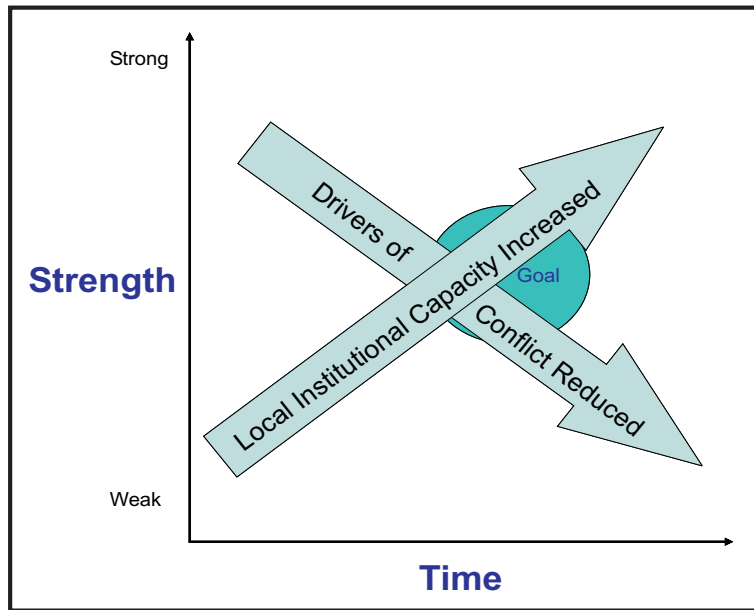 Strong
Drivers of
Local Institutional Capacity Increased
Goal
Strength
Conflict Reduced
Weak
Time